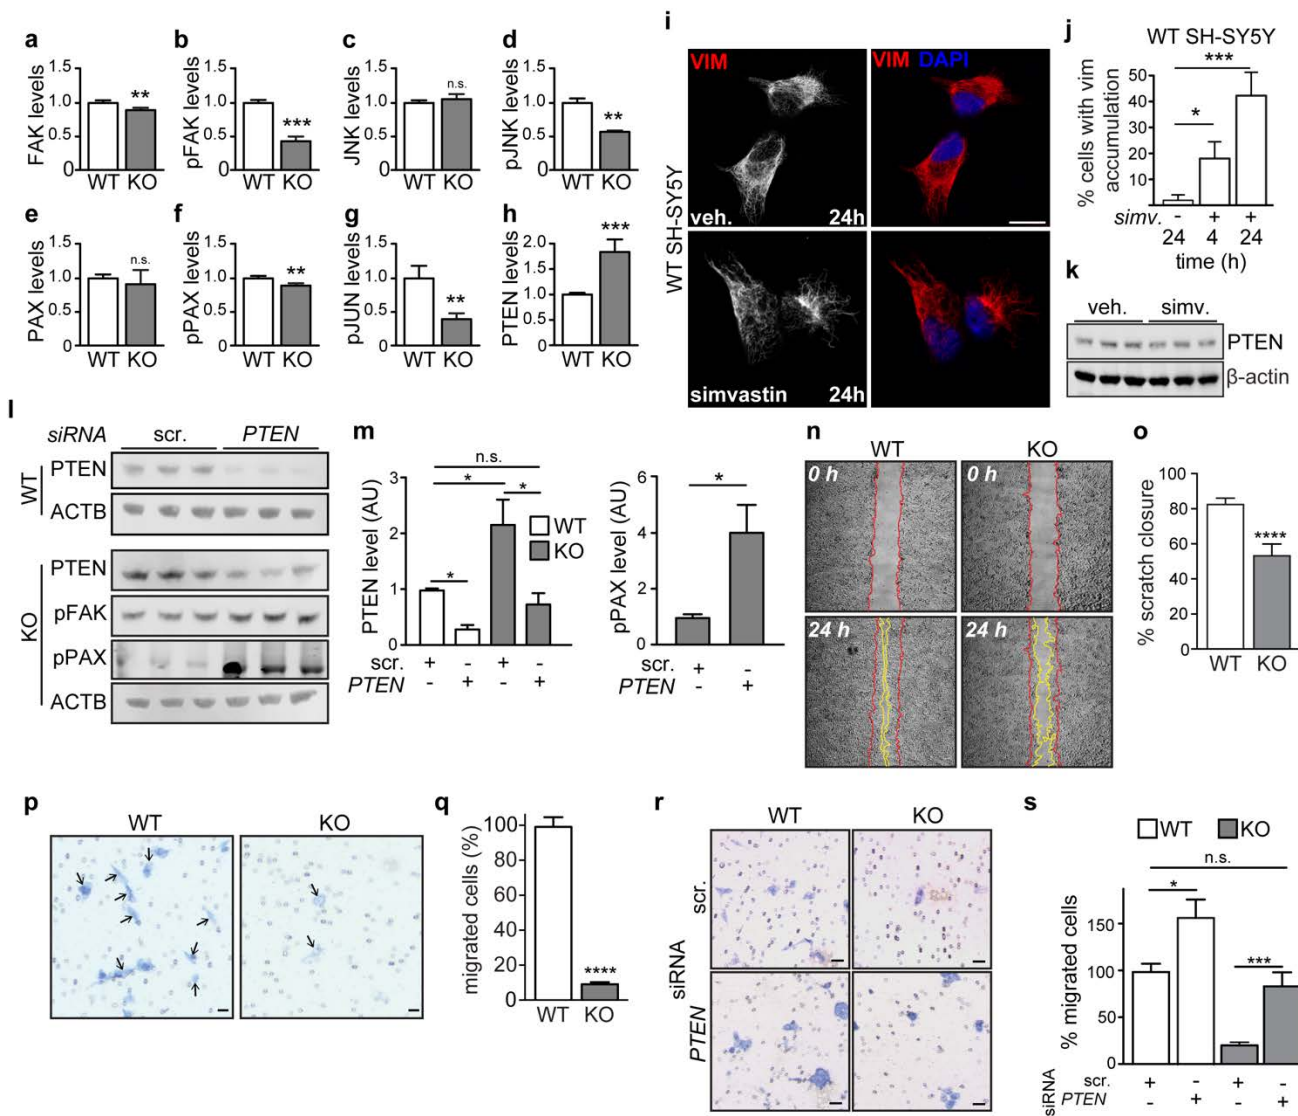 a
FAK levels
1.5
1.0
0.5
0
**
WT KO
b
pFAK levels
1.5
1.0
0.5
0
***
WT KO
c
JNK levels
1.5
1.0
0.5
0
n.s.
WT KO
d
pJNK levels
1.5
1.0
0.5
0
**
WT KO
e
PAX levels
1.5
1.0
0.5
0
n.s.
WT KO
f
pPAX levels
1.5
1.0
0.5
0
**
WT KO
g
pJUN levels
1.5
1.0
0.5
0
**
WT KO
h
PTEN levels
2.0
1.5
1.0
0.5
0
***
WT KO
i
WT SH-SY5Y
VIM
VIM DAPI
veh. 24h
simvastin 24h
j
WT SH-SY5Y
% cells with vim
accumulation
50
40
30
20
10
0
***
*
simv. - + +
24 4 24
time (h)
k
veh. simv.
PTEN
β-actin
l
siRNA scr. PTEN
WT
PTEN
ACTB
KO
PTEN
pFAK
pPAX
ACTB
m
PTEN level (AU)
3
2
1
0
n.s.
* *
*
*
WT
KO
scr. + - + -
PTEN - + - +
pPAX level (AU)
6
4
2
0
*
scr. + -
PTEN - +
n
WT KO
0 h 0 h
24 h 24 h
o
% scratch closure
100
80
60
40
20
0
****
WT KO
p
WT KO
q
migrated cells (%)
100
80
60
40
20
0
****
WT KO
r
WT KO
siRNA
scr.
PTEN
s
WT KO
n.s.
*
***
% migrated cells
150
100
50
0
siRNA
scr. + - + -
PTEN - + - +